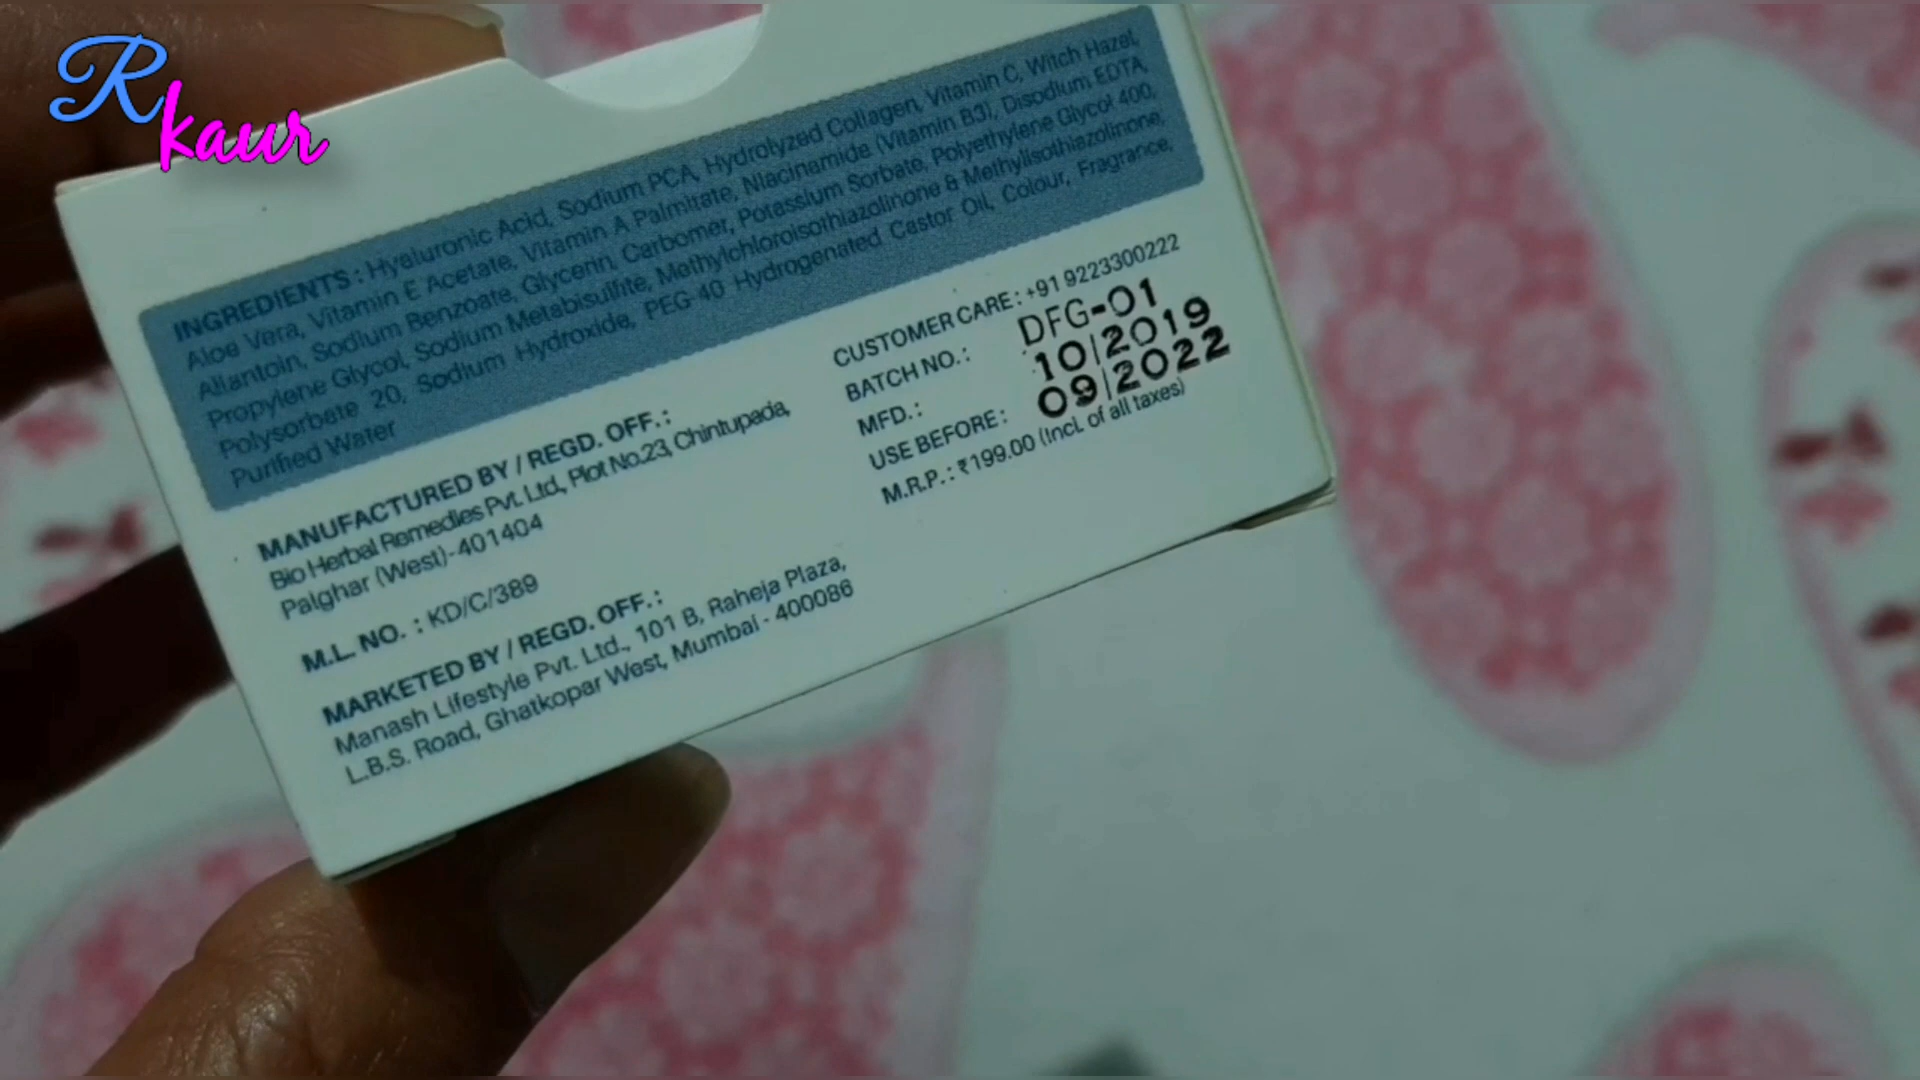 R kaur
INGREDIENTS : Hyaluronic Acid, Sodium PCA, Hydrolyzed Collagen, Vitamin C, Witch Hazel,
Aloe Vera, Vitamin E Acetate, Vitamin A Palmitate, Niacinamide (Vitamin B3), Disodium EDTA,
Allantoin, Sodium Benzoate, Glycerin, Carbomer, Potassium Sorbate, Polyethylene Glycol 400,
Propylene Glycol, Sodium Metabisulfite, Methylchloroisothiazolinone & Methylisothiazolinone,
Polysorbate 20, Sodium Hydroxide, PEG-40 Hydrogenated Castor Oil, Colour, Fragrance,
Purified Water
MANUFACTURED BY / REGD. OFF. :
Bio Herbal Remedies Pvt. Ltd., Plot No.23, Chintupada,
Palghar (West)-401404
M.L. NO. : KD/C/389
MARKETED BY / REGD. OFF. :
Manash Lifestyle Pvt. Ltd., 101 B, Raheja Plaza,
L.B.S. Road, Ghatkopar West, Mumbai - 400086
CUSTOMER CARE : +91 9223300222
BATCH NO. : DFG-01
MFD. : 10/2019
USE BEFORE : 09/2022
M.R.P. : ₹199.00 (Incl. of all taxes)